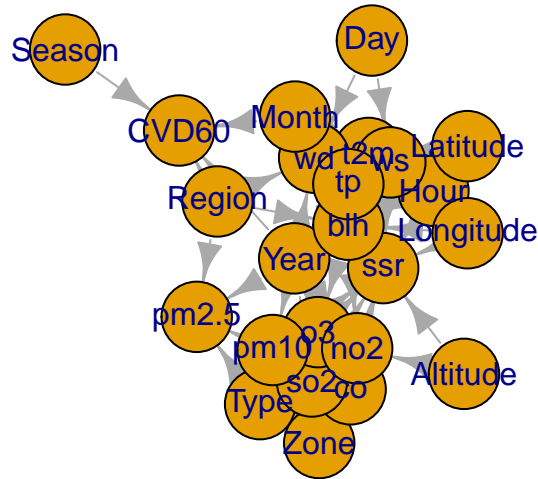 Season
Day
Month
CVD60
t2m
Latitude
wd
ws
tp
Region
Hour
blh
Longitude
Year
ssr
pm2.5
o3
pm10
no2
so2
co
Altitude
Type
Zone